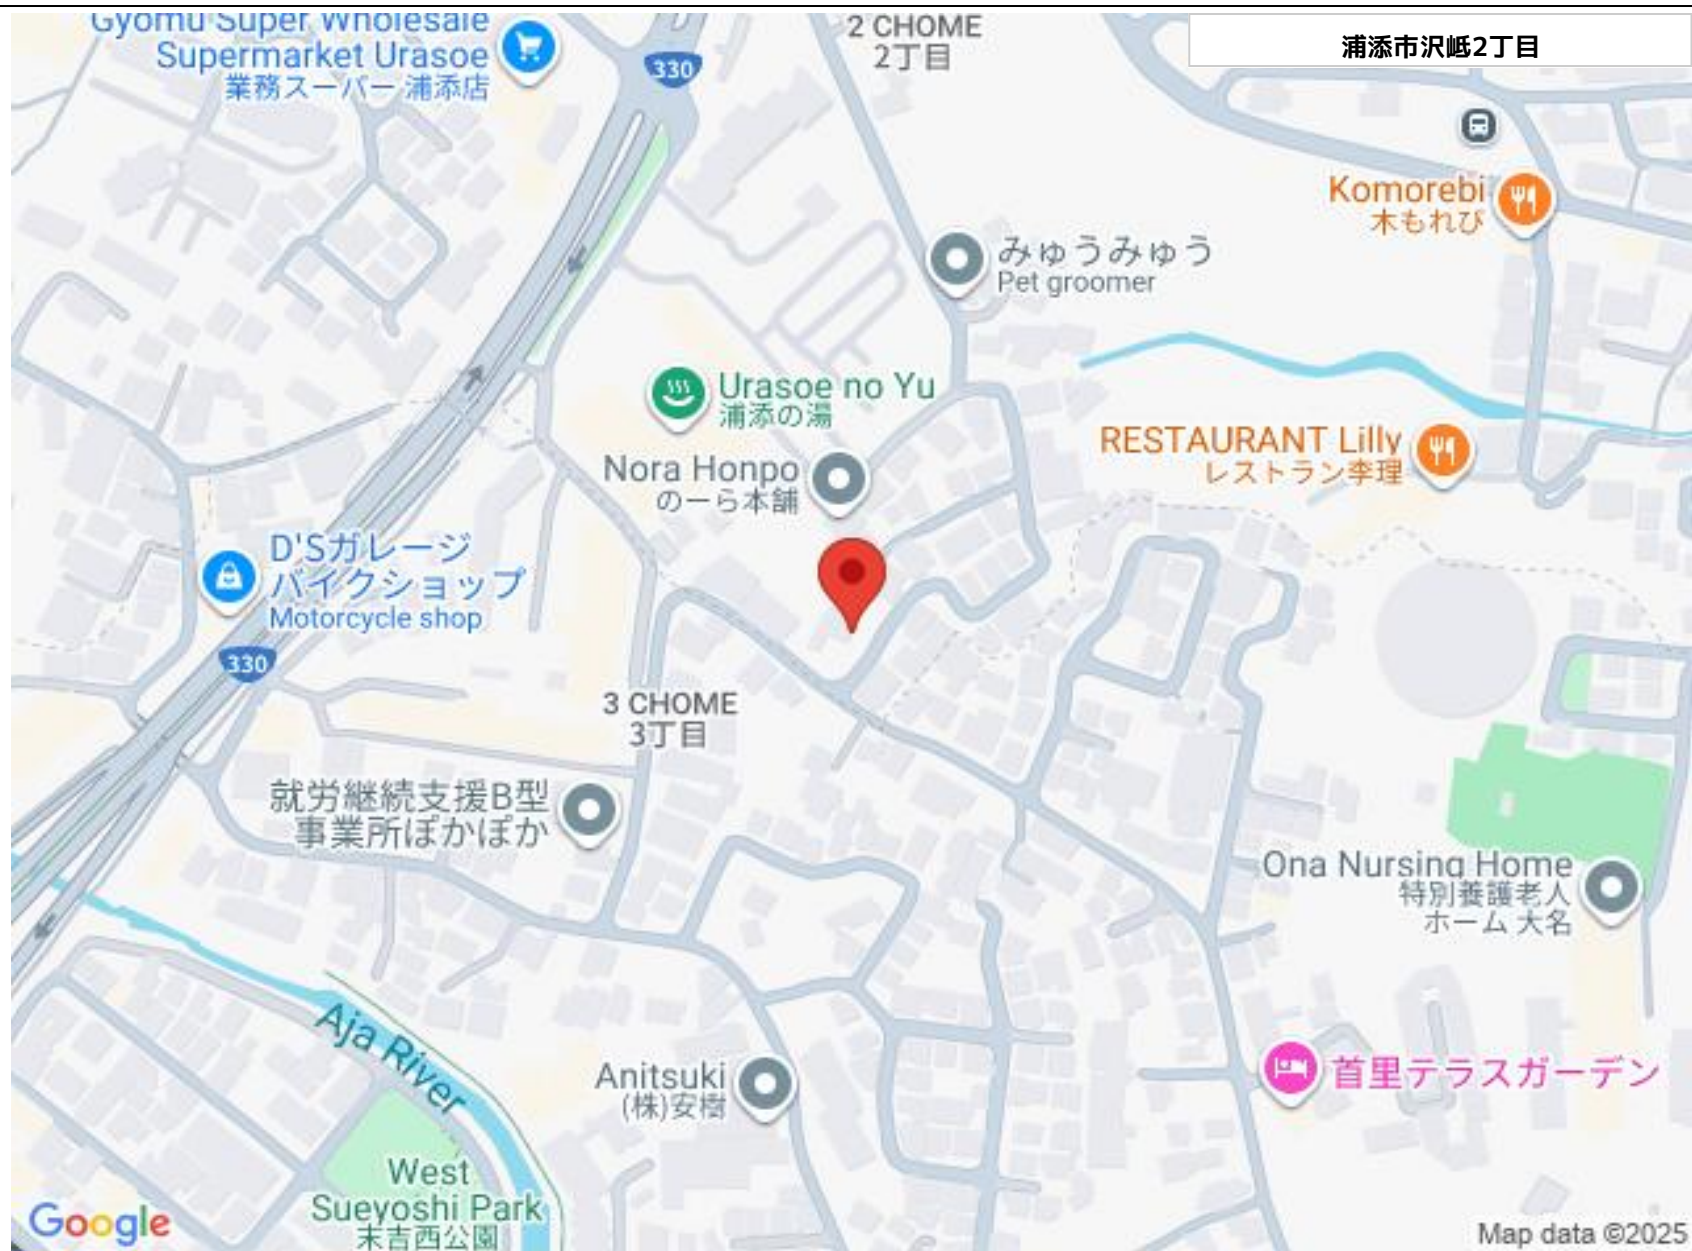 Gyomu Super Wholesale
Supermarket Urasoe
業務スーパー 浦添店
330
2 CHOME
2丁目
浦添市沢岻2丁目
Komorebi
木もれび
みゅうみゅう
Pet groomer
Urasoe no Yu
浦添の湯
Nora Honpo
のーら本舗
RESTAURANT Lilly
レストラン李理
D'Sガレージ
バイクショップ
Motorcycle shop
330
3 CHOME
3丁目
就労継続支援B型
事業所ぽかぽか
Ona Nursing Home
特別養護老人
ホーム 大名
Aja River
Anitsuki
(株)安樹
首里テラスガーデン
West
Sueyoshi Park
末吉西公園
Google
Map data ©2025